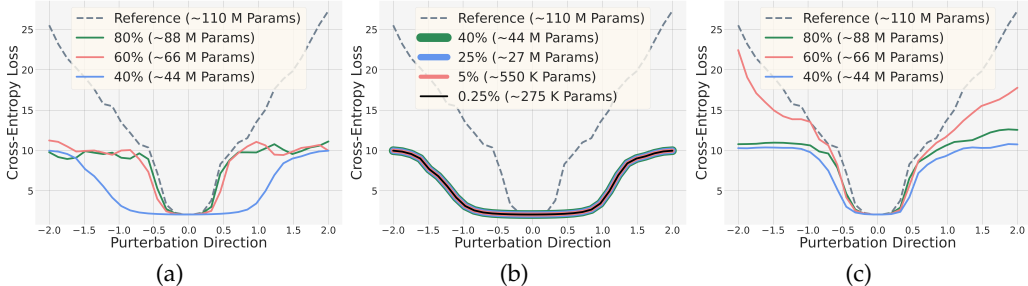 Cross-Entropy Loss
25
20
15
10
5
Reference (~110 M Params)
80% (~88 M Params)
60% (~66 M Params)
40% (~44 M Params)
−2.0 −1.5 −1.0 −0.5 0.0 0.5 1.0 1.5 2.0
Purterbation Direction
(a)
Cross-Entropy Loss
25
20
15
10
5
Reference (~110 M Params)
40% (~44 M Params)
25% (~27 M Params)
5% (~550 K Params)
0.25% (~275 K Params)
−2.0 −1.5 −1.0 −0.5 0.0 0.5 1.0 1.5 2.0
Purterbation Direction
(b)
Cross-Entropy Loss
25
20
15
10
5
Reference (~110 M Params)
80% (~88 M Params)
60% (~66 M Params)
40% (~44 M Params)
−2.0 −1.5 −1.0 −0.5 0.0 0.5 1.0 1.5 2.0
Purterbation Direction
(c)